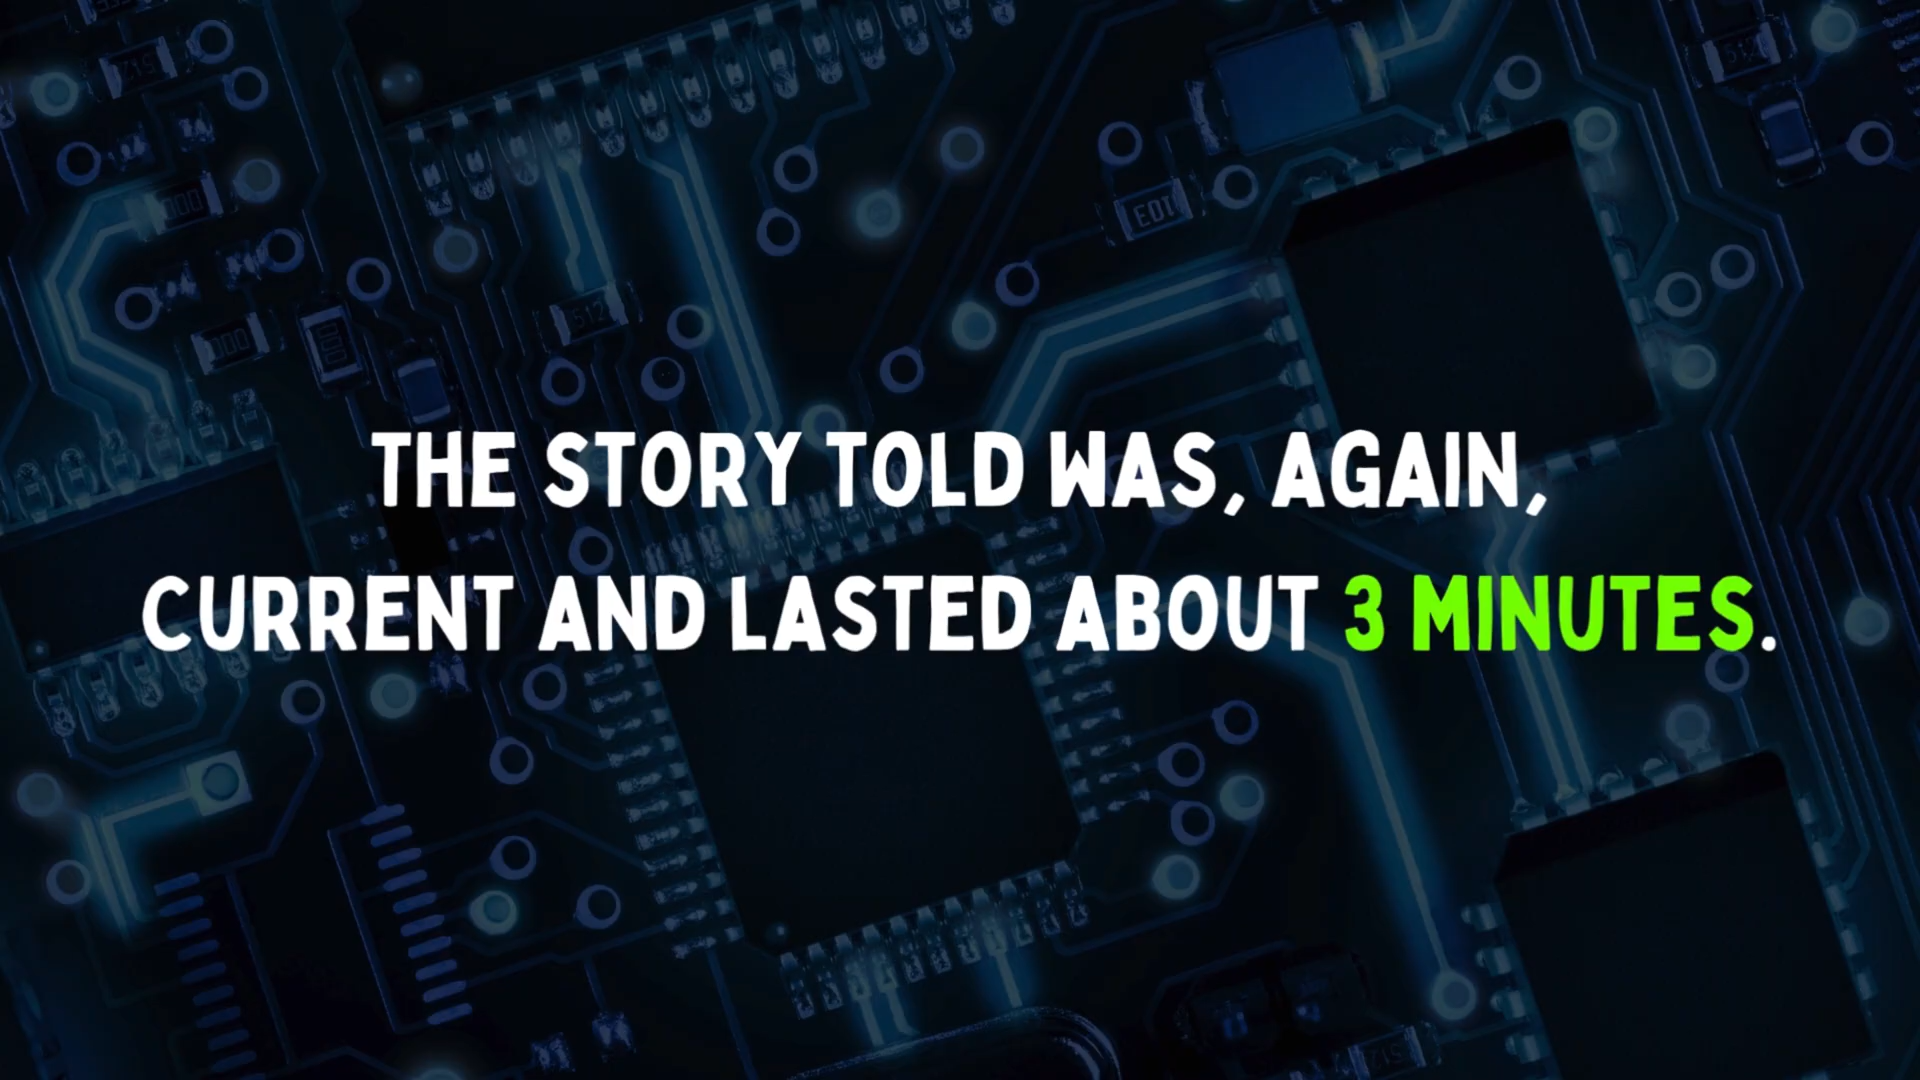 THE STORY TOLD WAS, AGAIN,
CURRENT AND LASTED ABOUT 3 MINUTES.